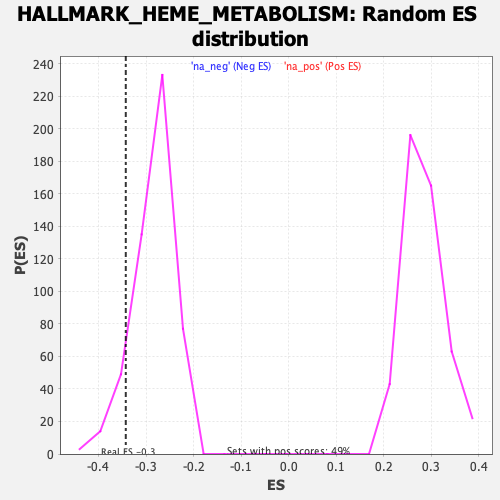 HALLMARK_HEME_METABOLISM: Random ES
distribution
'na_neg' (Neg ES) 'na_pos' (Pos ES)
240
220
200
180
160
140
120
100
80
60
40
20
0
P(ES)
Real ES -0.3
Sets with pos scores: 49%
-0.4 -0.3 -0.2 -0.1 0.0 0.1 0.2 0.3 0.4
ES